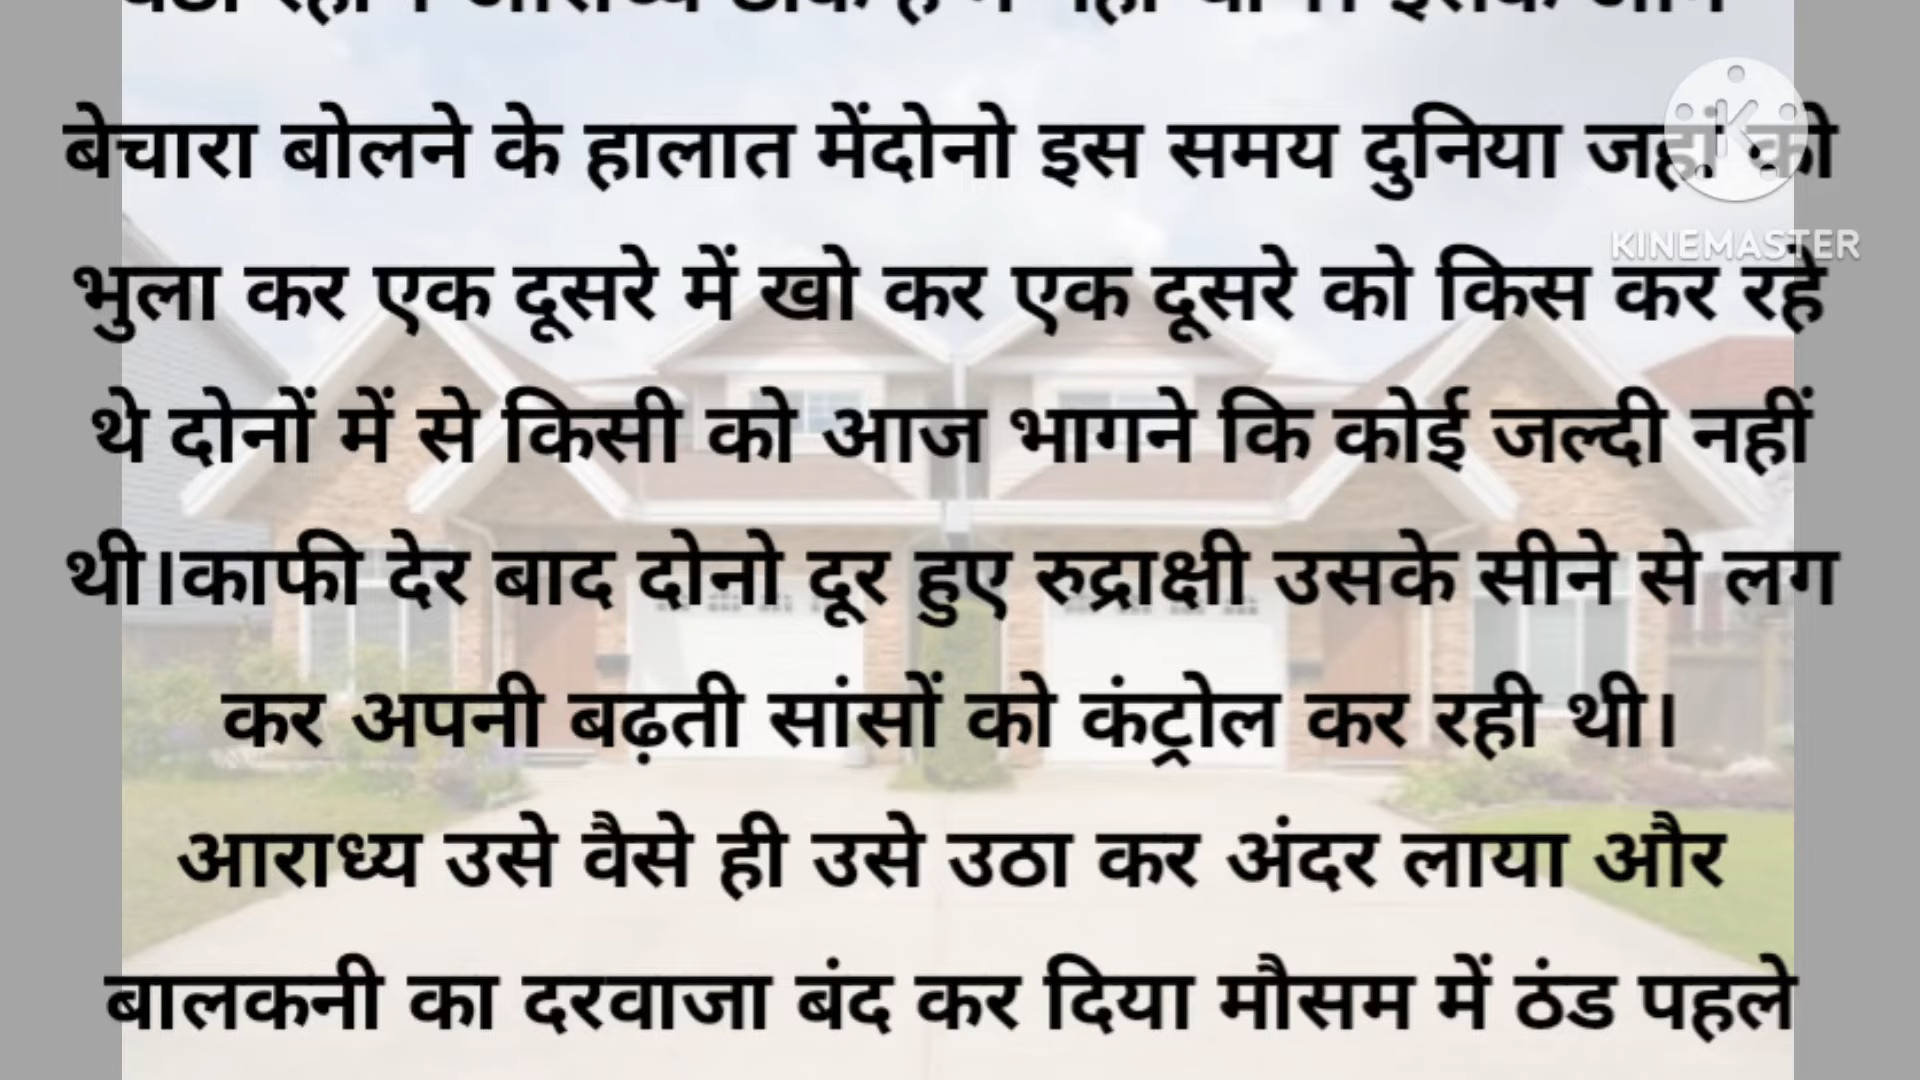 बेचारा बोलने के हालात मेंदोनो इस समय दुनिया जहां को
KINEMASTER
भुला कर एक दूसरे में खो कर एक दूसरे को किस कर रहे
थे दोनों में से किसी को आज भागने कि कोई जल्दी नहीं
थी।काफी देर बाद दोनो दूर हुए रुद्राक्षी उसके सीने से लग
कर अपनी बढ़ती सांसों को कंट्रोल कर रही थी।
आराध्य उसे वैसे ही उसे उठा कर अंदर लाया और
बालकनी का दरवाजा बंद कर दिया मौसम में ठंड पहले